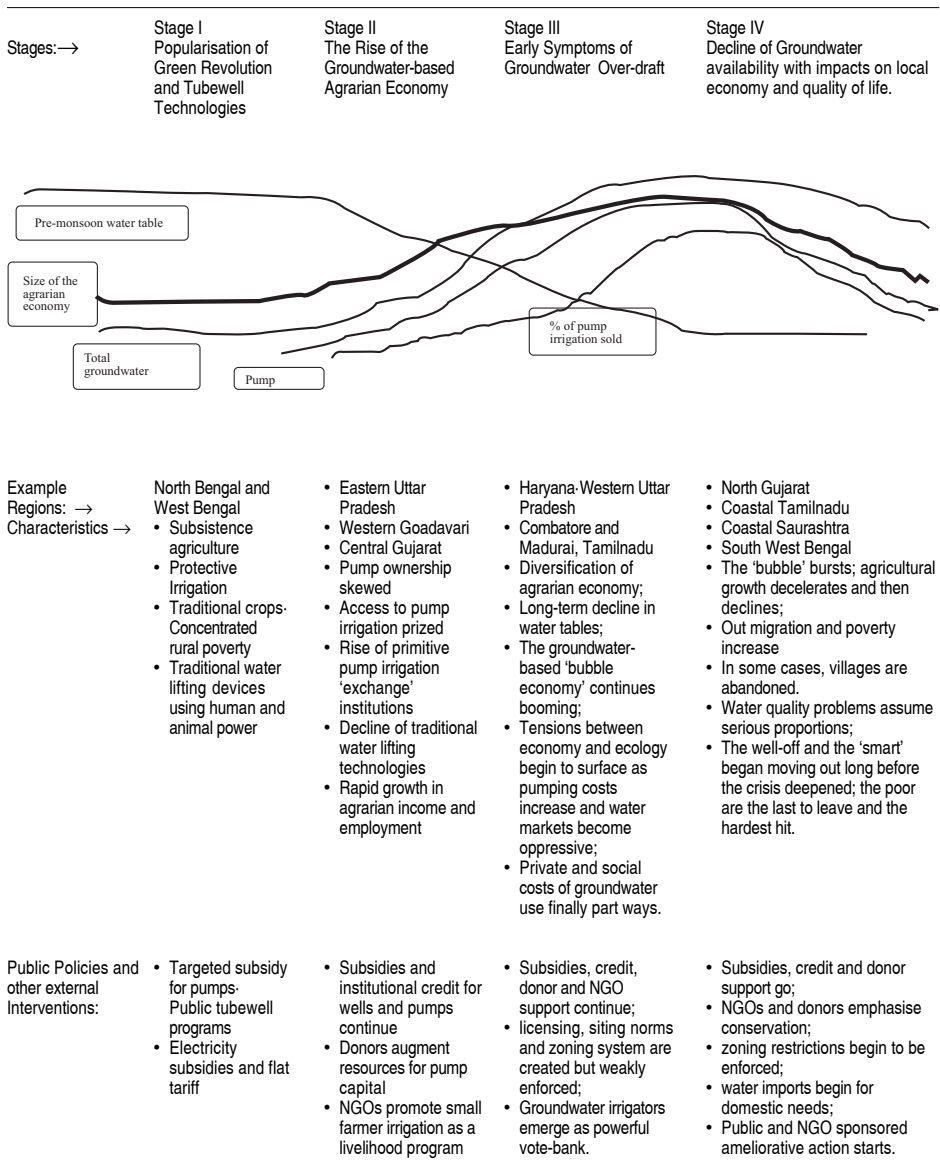 Stages:→
Stage I
Popularisation of
Green Revolution
and Tubewell
Technologies
Stage II
The Rise of the
Groundwater-based
Agrarian Economy
Stage III
Early Symptoms of
Groundwater Over-draft
Stage IV
Decline of Groundwater
availability with impacts on local
economy and quality of life.
Pre-monsoon water table
Size of the
agrarian
economy
Total
groundwater
Pump
% of pump
irrigation sold
Example
Regions: →
Characteristics →
North Bengal and
West Bengal
• Subsistence
agriculture
• Protective
Irrigation
• Traditional crops·
Concentrated
rural poverty
• Traditional water
lifting devices
using human and
animal power
• Eastern Uttar
Pradesh
• Western Goadavari
• Central Gujarat
• Pump ownership
skewed
• Access to pump
irrigation prized
• Rise of primitive
pump irrigation
‘exchange’
institutions
• Decline of traditional
water lifting
technologies
• Rapid growth in
agrarian income and
employment
• Haryana·Western Uttar
Pradesh
• Combatore and
Madurai, Tamilnadu
• Diversification of
agrarian economy;
• Long-term decline in
water tables;
• The groundwater-
based ‘bubble
economy’ continues
booming;
• Tensions between
economy and ecology
begin to surface as
pumping costs
increase and water
markets become
oppressive;
• Private and social
costs of groundwater
use finally part ways.
• North Gujarat
• Coastal Tamilnadu
• Coastal Saurashtra
• South West Bengal
• The ‘bubble’ bursts; agricultural
growth decelerates and then
declines;
• Out migration and poverty
increase
• In some cases, villages are
abandoned.
• Water quality problems assume
serious proportions;
• The well-off and the ‘smart’
began moving out long before
the crisis deepened; the poor
are the last to leave and the
hardest hit.
Public Policies and
other external
Interventions:
• Targeted subsidy
for pumps·
Public tubewell
programs
• Electricity
subsidies and flat
tariff
• Subsidies and
institutional credit for
wells and pumps
continue
• Donors augment
resources for pump
capital
• NGOs promote small
farmer irrigation as a
livelihood program
• Subsidies, credit,
donor and NGO
support continue;
• licensing, siting norms
and zoning system are
created but weakly
enforced;
• Groundwater irrigators
emerge as powerful
vote-bank.
• Subsidies, credit and donor
support go;
• NGOs and donors emphasise
conservation;
• zoning restrictions begin to be
enforced;
• water imports begin for
domestic needs;
• Public and NGO sponsored
ameliorative action starts.